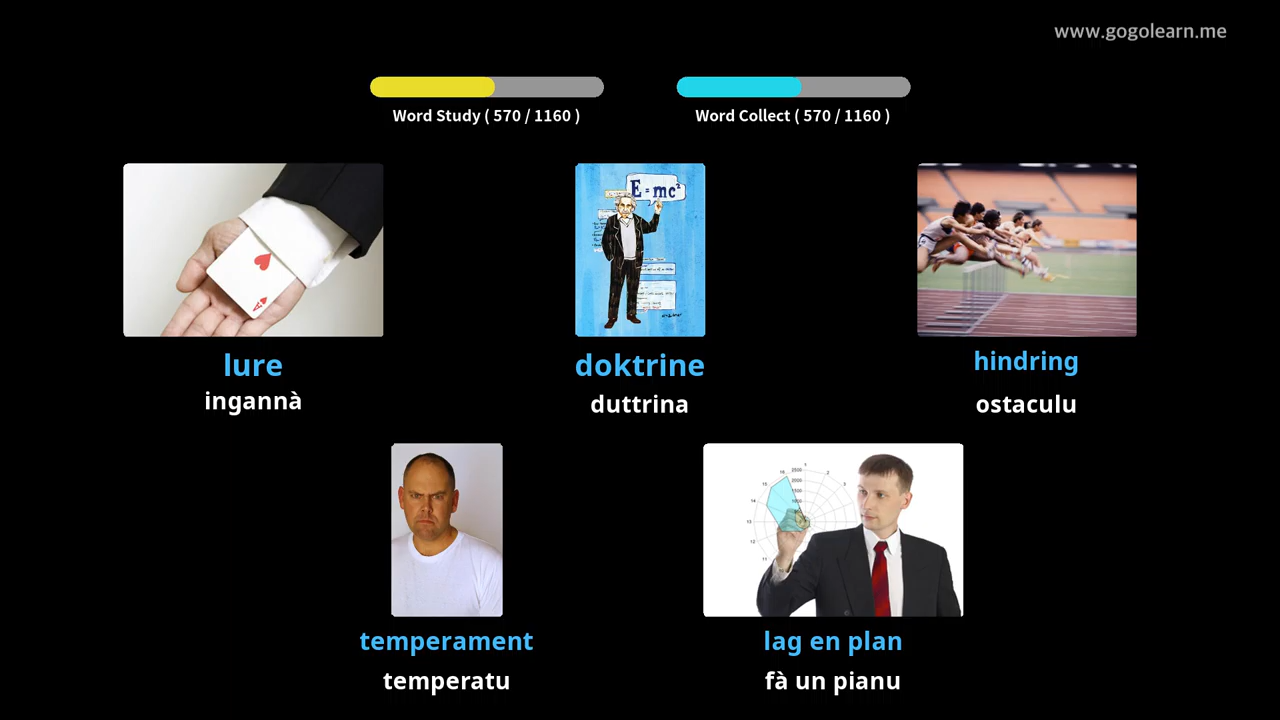 www.gogolearn.me
Word Study ( 570 / 1160 )
Word Collect ( 570 / 1160 )
E=mc²
lure
ingannà
doktrine
duttrina
hindring
ostaculu
temperament
temperatu
lag en plan
fà un pianu